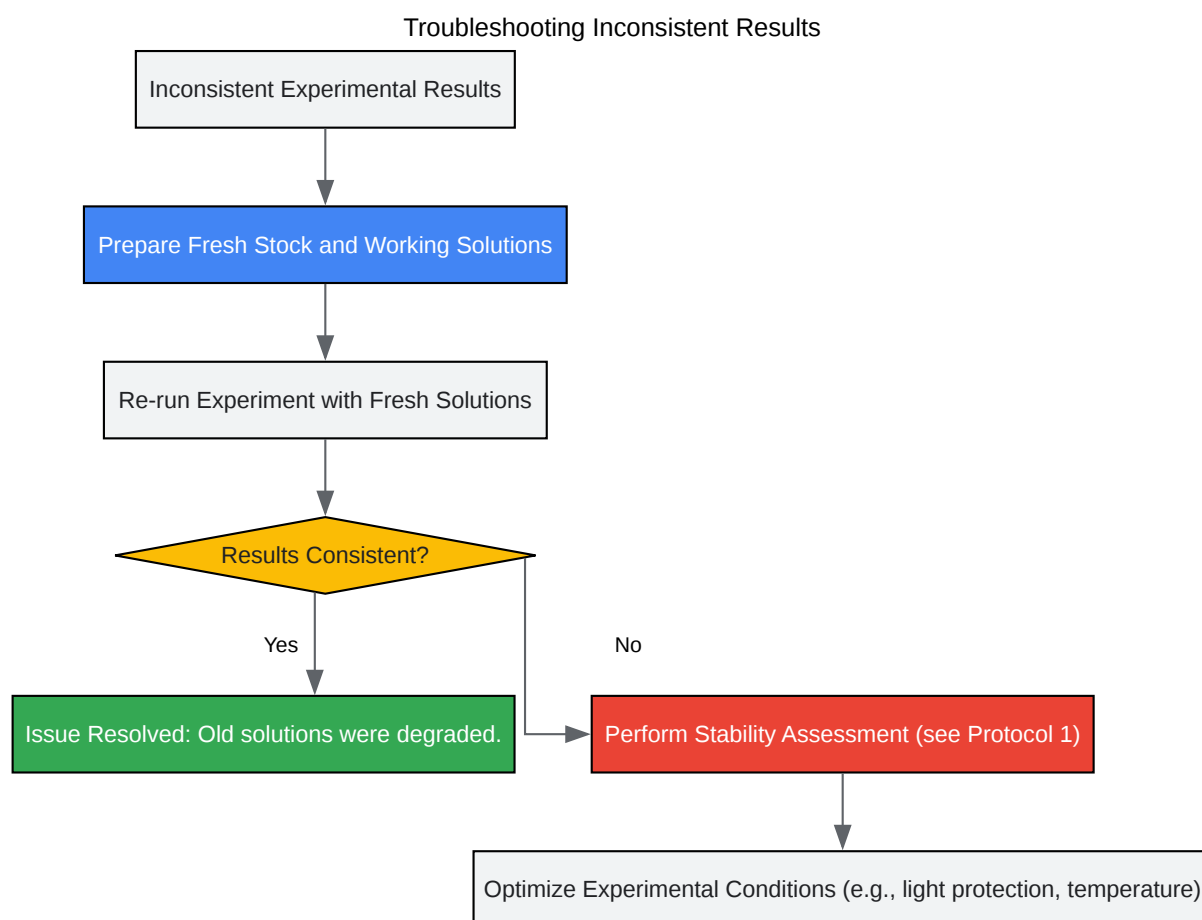 Troubleshooting Inconsistent Results
Inconsistent Experimental Results
Prepare Fresh Stock and Working Solutions
Re-run Experiment with Fresh Solutions
Results Consistent?
Yes
No
Issue Resolved: Old solutions were degraded.
Perform Stability Assessment (see Protocol 1)
Optimize Experimental Conditions (e.g., light protection, temperature)